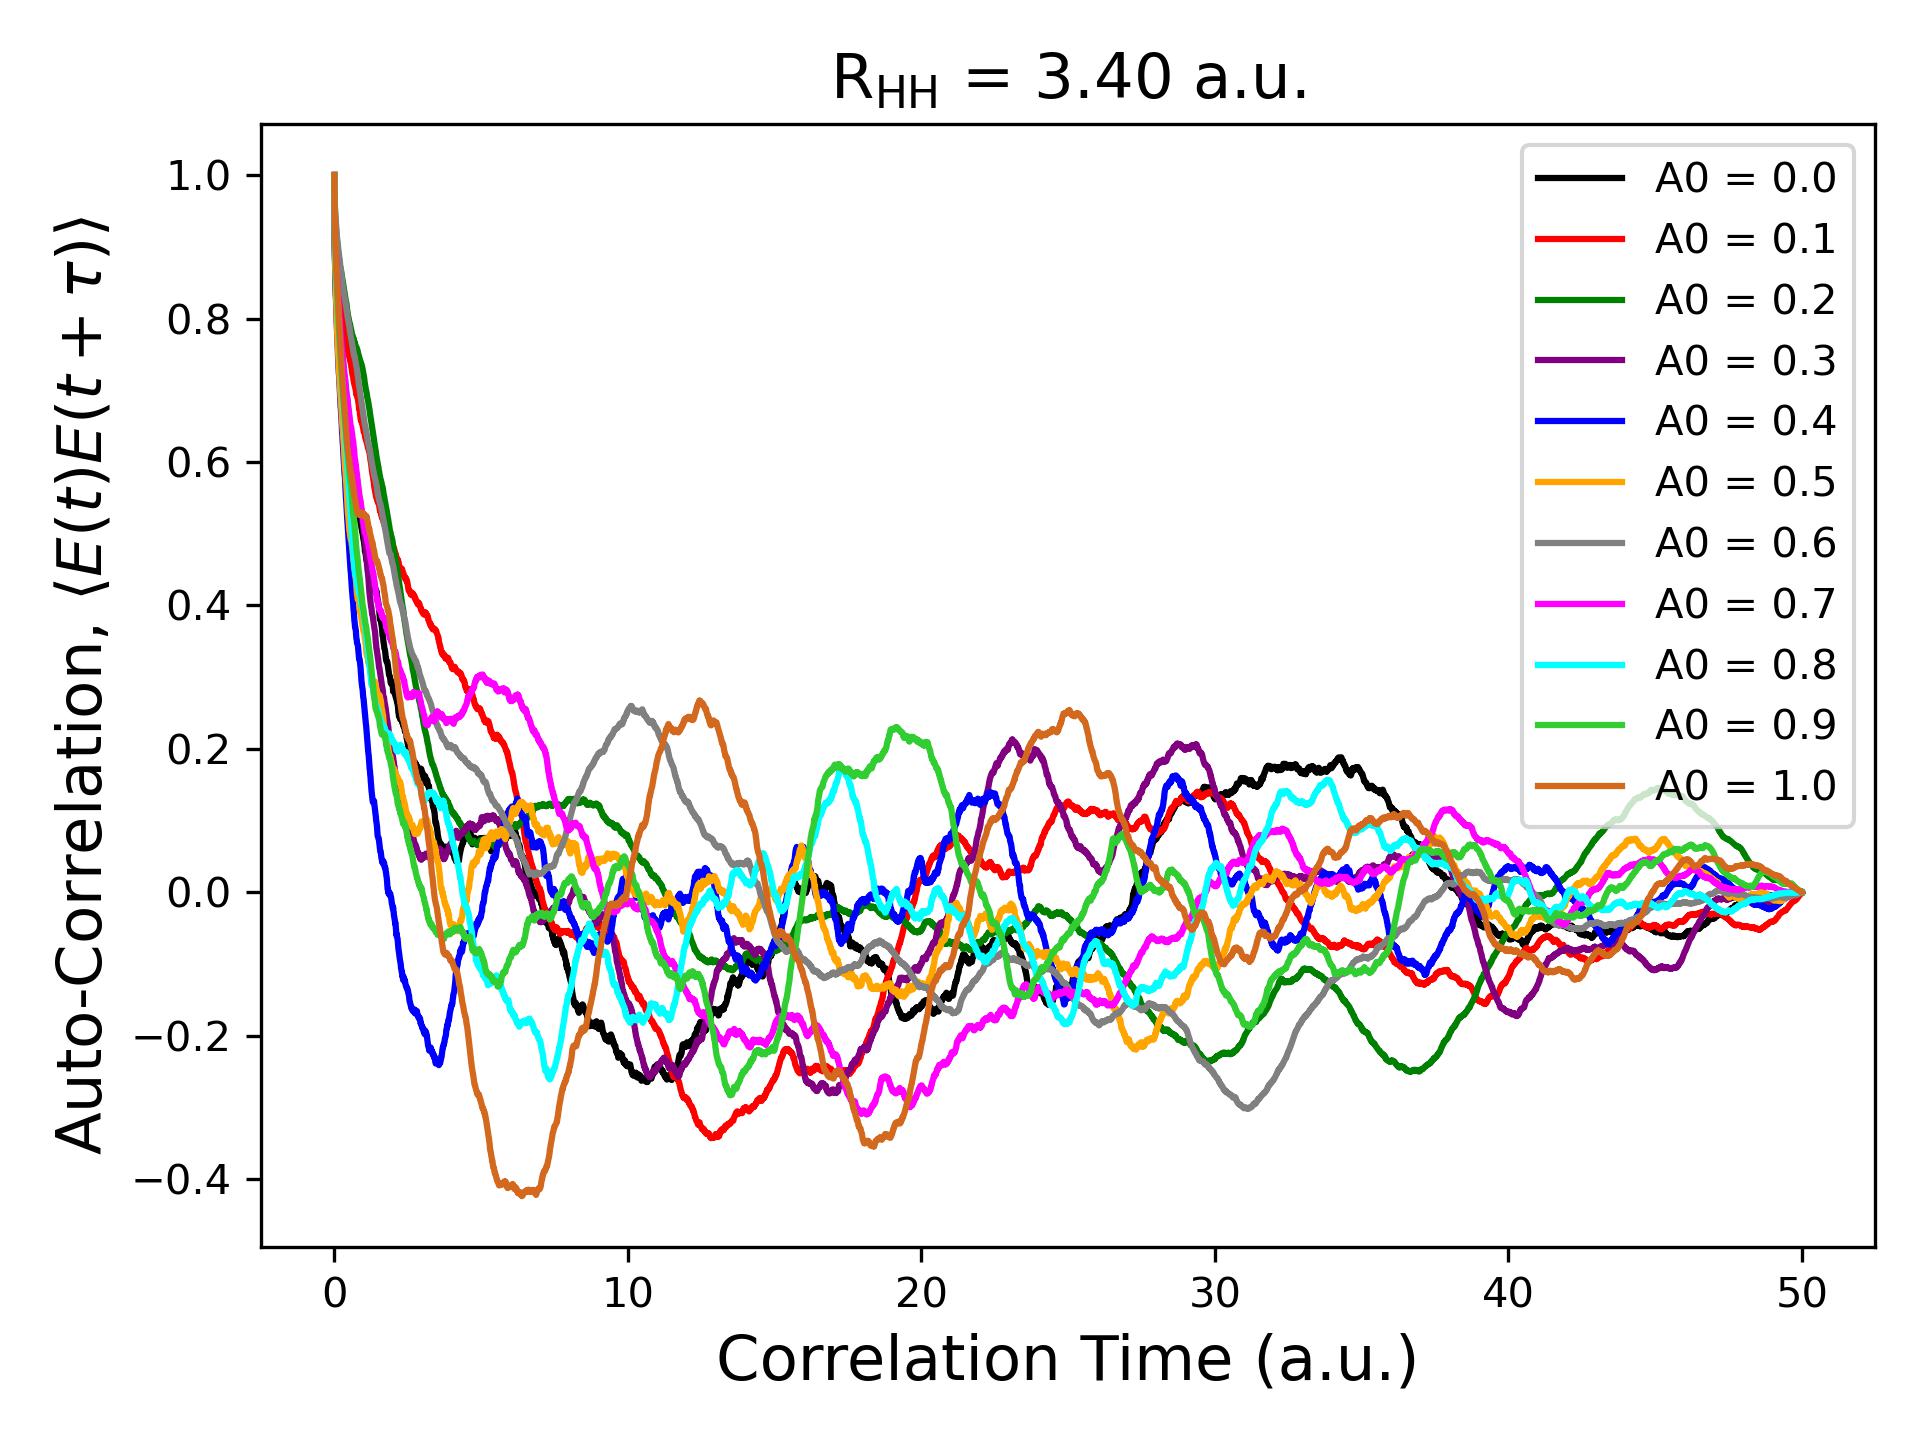 R_HH = 3.40 a.u.
Auto-Correlation, ⟨E(t)E(t + τ)⟩
1.0
0.8
0.6
0.4
0.2
0.0
−0.2
−0.4
A0 = 0.0
A0 = 0.1
A0 = 0.2
A0 = 0.3
A0 = 0.4
A0 = 0.5
A0 = 0.6
A0 = 0.7
A0 = 0.8
A0 = 0.9
A0 = 1.0
0 10 20 30 40 50
Correlation Time (a.u.)